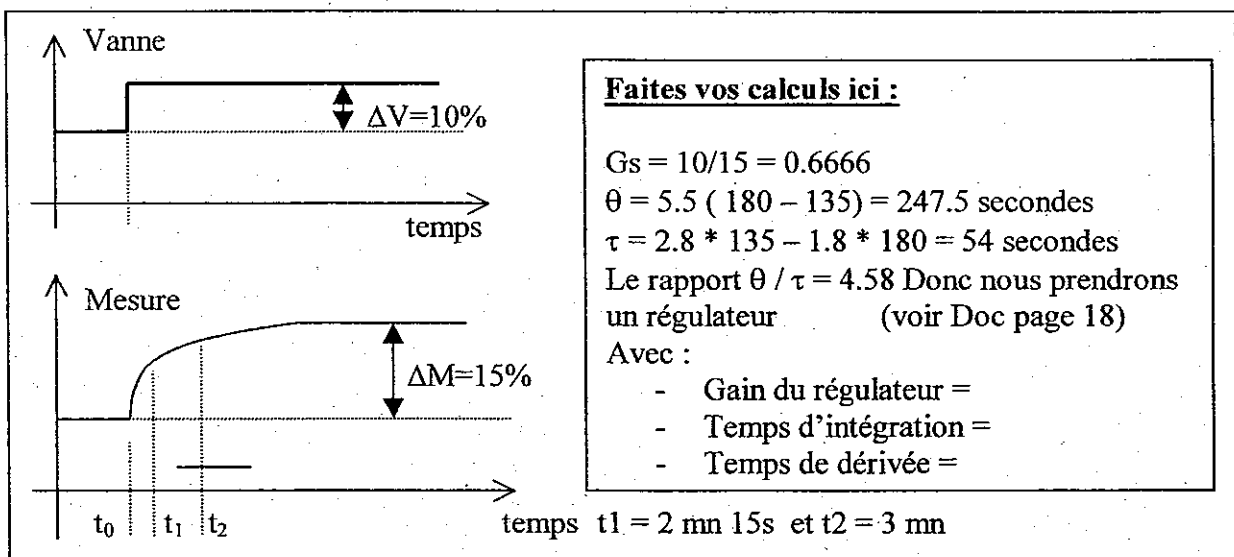 Vanne
ΔV=10%
temps
Mesure
ΔM=15%
t₀ t₁ t₂
temps t1 = 2 mn 15s et t2 = 3 mn
Faites vos calculs ici :
Gs = 10/15 = 0.6666
θ = 5.5 ( 180 – 135) = 247.5 secondes
τ = 2.8 * 135 – 1.8 * 180 = 54 secondes
Le rapport θ / τ = 4.58 Donc nous prendrons
un régulateur (voir Doc page 18)
Avec :
- Gain du régulateur =
- Temps d'intégration =
- Temps de dérivée =